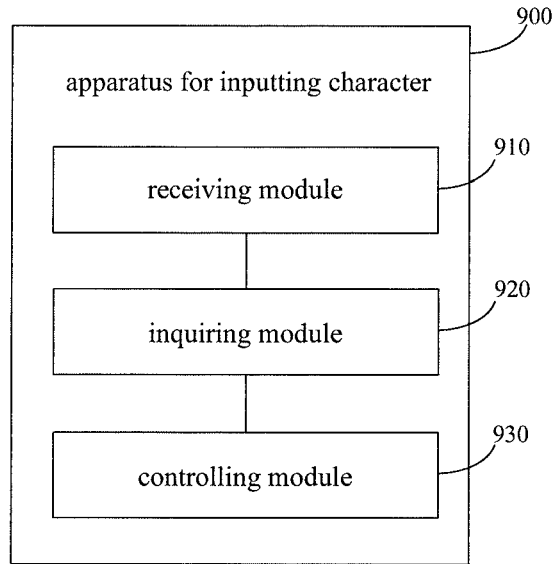 900
apparatus for inputting character
910
receiving module
920
inquiring module
930
controlling module